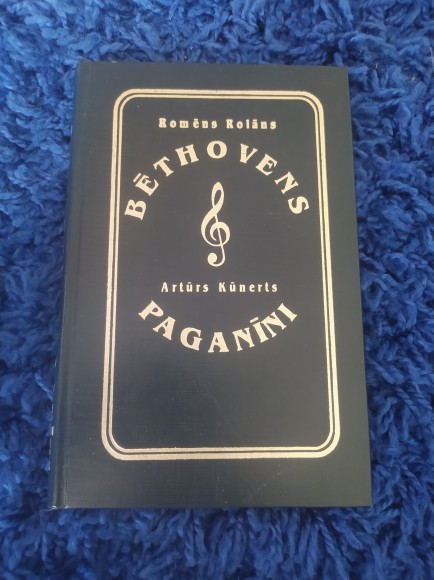 Romēns Rolāns
BĒTHOVENS
Artūrs Kūnerts
PAGANĪNI